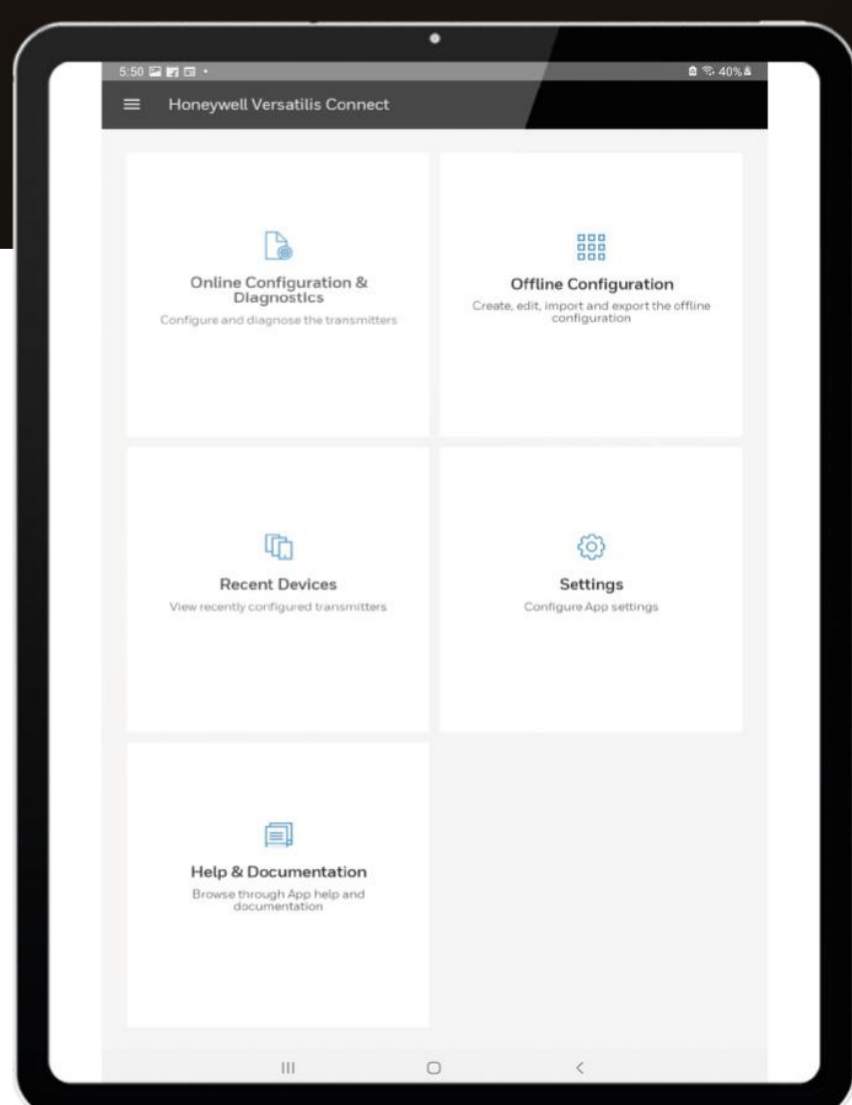 5:50
40%
Honeywell Versatilis Connect
Online Configuration &
Diagnostics
Configure and diagnose the transmitters
Offline Configuration
Create, edit, import and export the offline
configuration
Recent Devices
View recently configured transmitters
Settings
Configure App settings
Help & Documentation
Browse through App help and
documentation